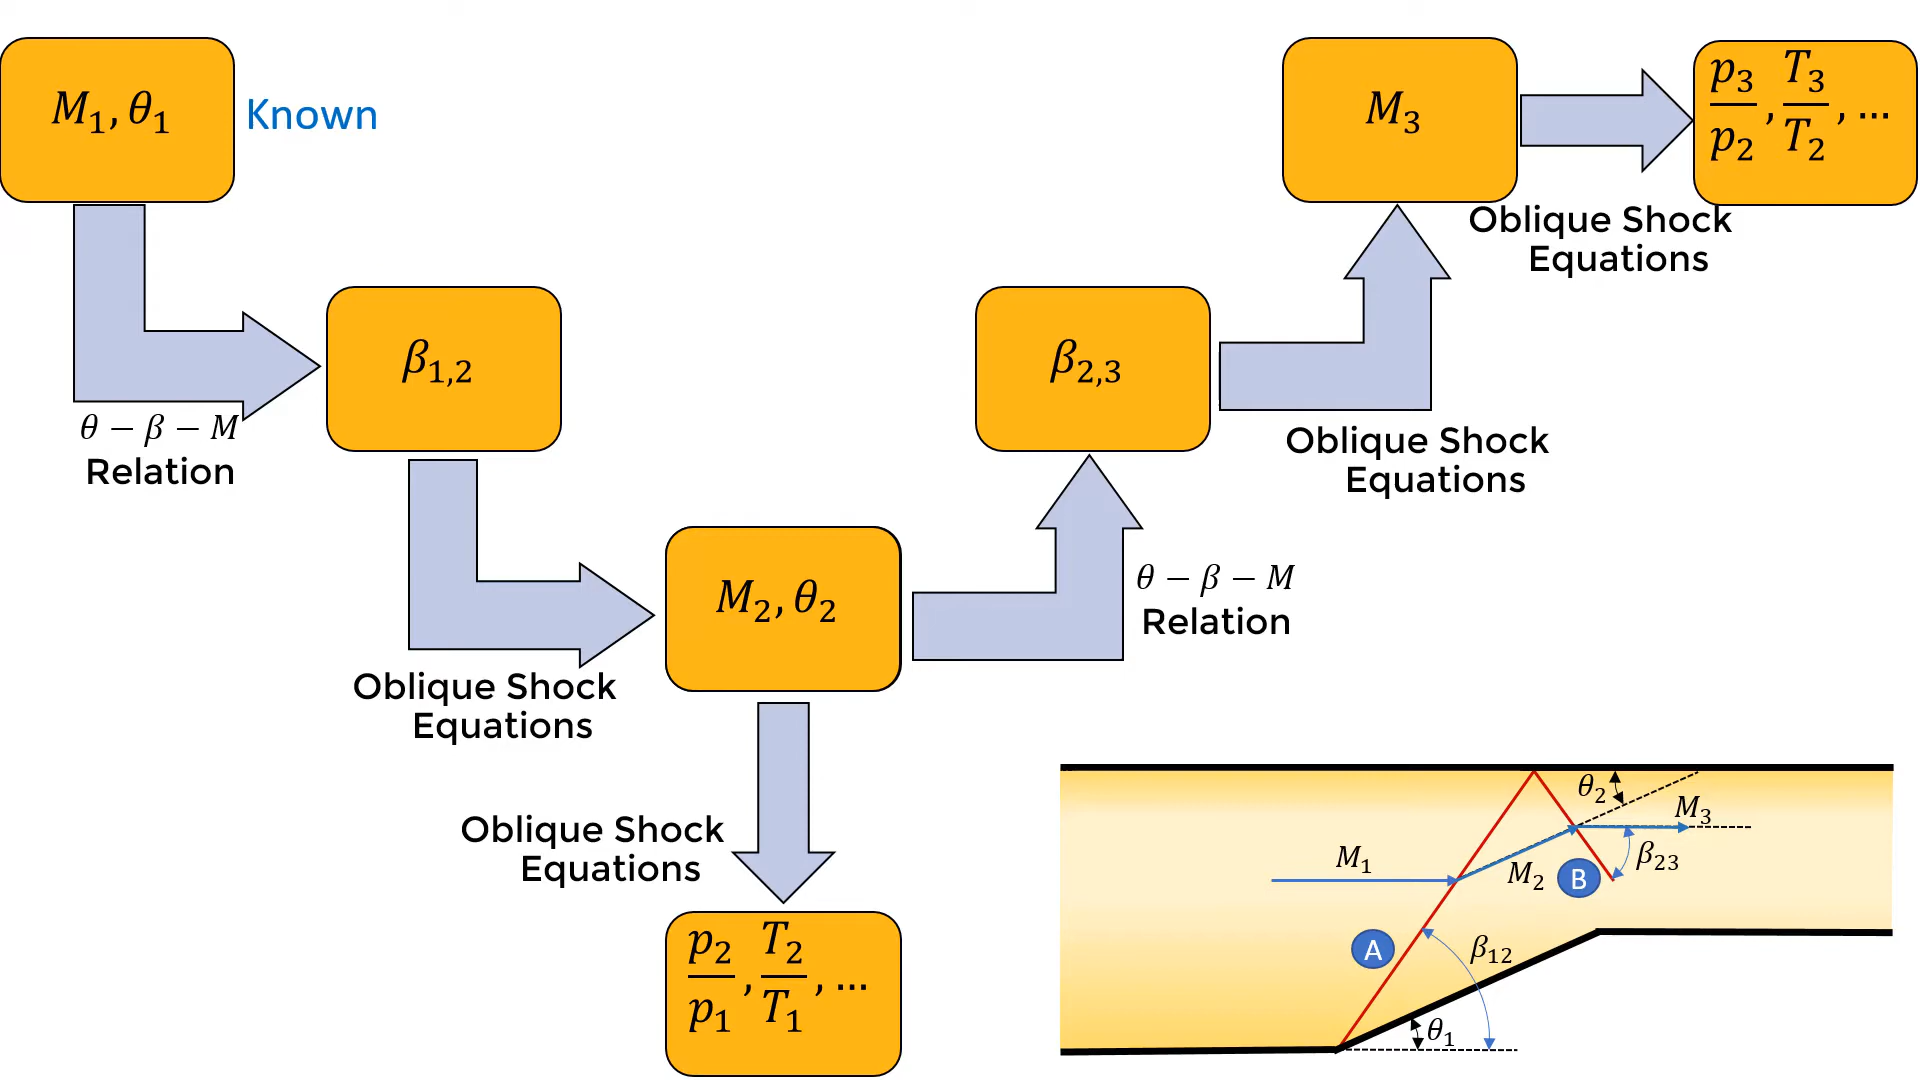 M₁, θ₁
Known
θ − β − M
Relation
β₁,₂
Oblique Shock
Equations
M₂, θ₂
Oblique Shock
Equations
p₂/p₁, T₂/T₁, ...
θ − β − M
Relation
β₂,₃
Oblique Shock
Equations
M₃
Oblique Shock
Equations
p₃/p₂, T₃/T₂, ...
θ₂
M₃
M₁
M₂
B
β₂₃
A
β₁₂
θ₁